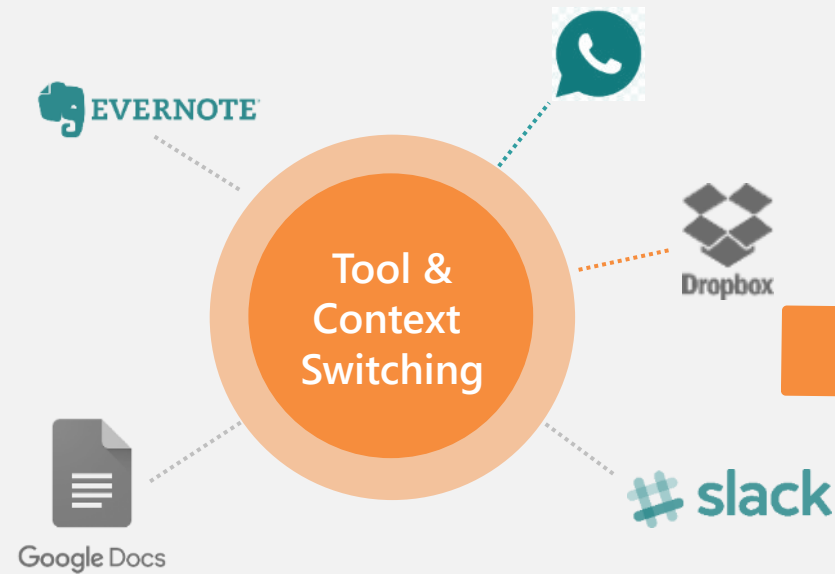 EVERNOTE
Tool &
Context
Switching
Dropbox
slack
Google Docs